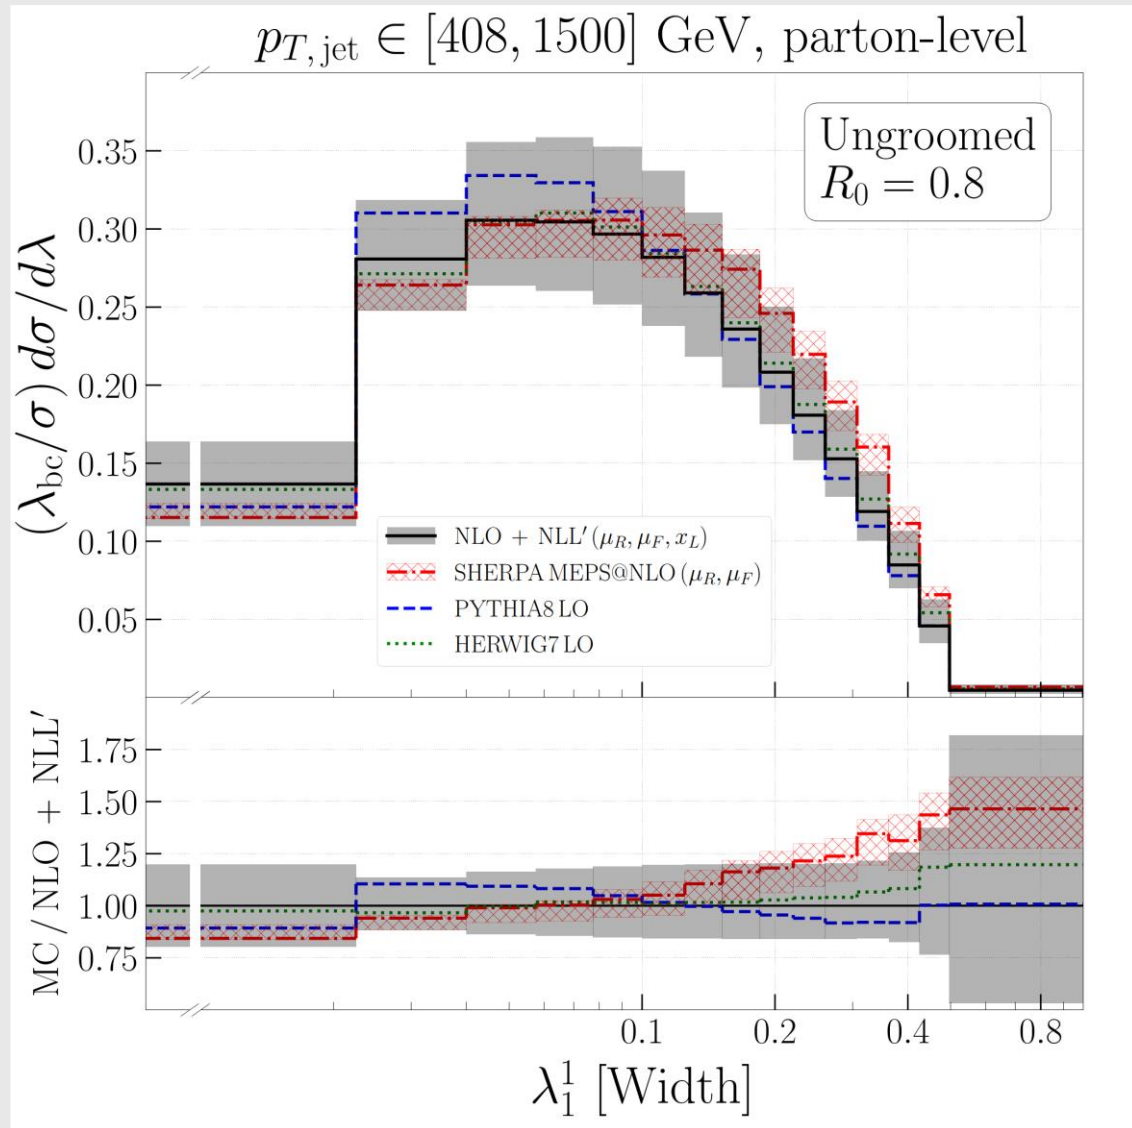 p_{T, jet} ∈ [408, 1500] GeV, parton-level
Ungroomed
R_0 = 0.8
(λ_{bc}/σ) dσ/dλ
0.35
0.30
0.25
0.20
0.15
0.10
0.05
NLO + NLL′ (μ_R, μ_F, x_L)
SHERPA MEPS@NLO (μ_R, μ_F)
PYTHIA8 LO
HERWIG7 LO
MC / NLO + NLL′
1.75
1.50
1.25
1.00
0.75
0.1 0.2 0.4 0.8
λ^1_1 [Width]